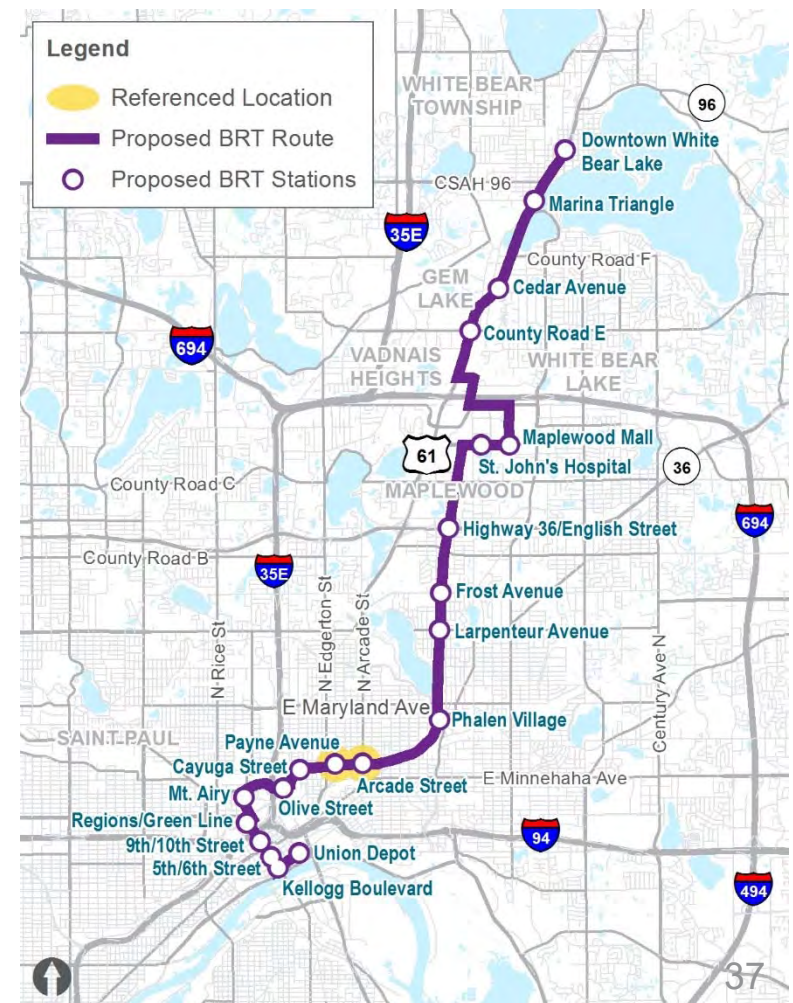 Legend
Referenced Location
Proposed BRT Route
Proposed BRT Stations
WHITE BEAR
TOWNSHIP
96
Downtown White
Bear Lake
CSAH 96
Marina Triangle
35E
County Road F
GEM
LAKE
Cedar Avenue
County Road E
694
VADNAIS
HEIGHTS
WHITE BEAR
LAKE
Maplewood Mall
61
St. John's Hospital
36
County Road C
MAPLEWOOD
694
Highway 36/English Street
County Road B
35E
Frost Avenue
N Rice St
N Edgerton St
N Arcade St
Larpenteur Avenue
Century Ave N
E Maryland Ave
Phalen Village
SAINT PAUL
Payne Avenue
Cayuga Street
Arcade Street
E Minnehaha Ave
Mt. Airy
Olive Street
Regions/Green Line
94
9th/10th Street
Union Depot
5th/6th Street
Kellogg Boulevard
494
37